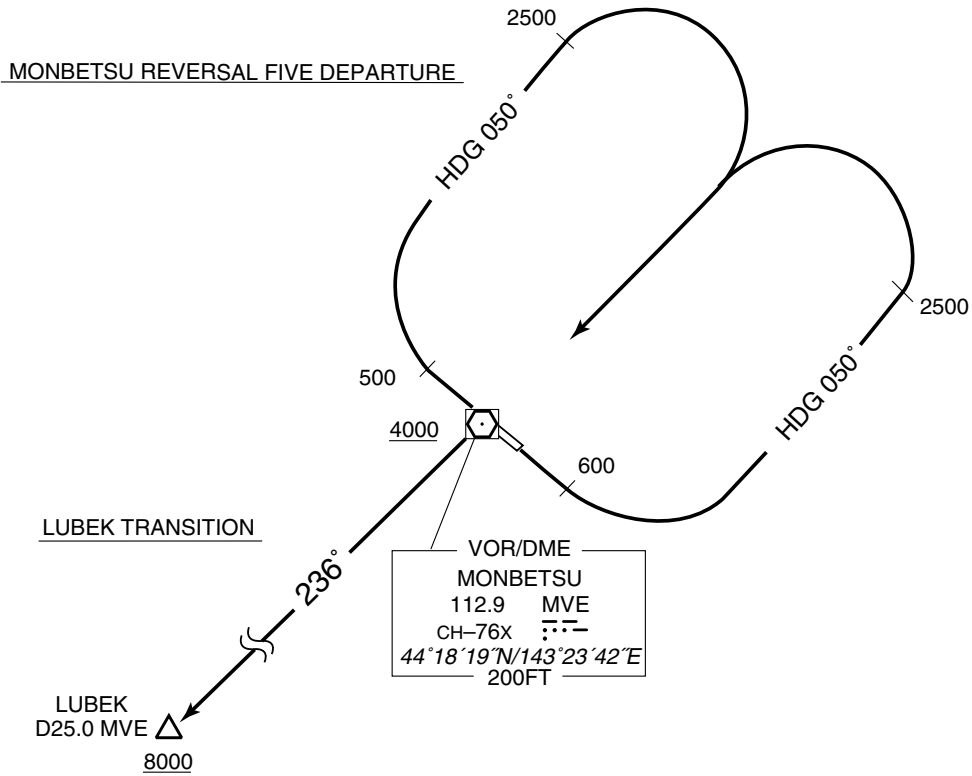 2500
MONBETSU REVERSAL FIVE DEPARTURE
HDG 050°
2500
HDG 050°
500
4000
600
LUBEK TRANSITION
236°
VOR/DME
MONBETSU
112.9 MVE
CH–76X
44°18′19″N/143°23′42″E
200FT
LUBEK
D25.0 MVE
8000